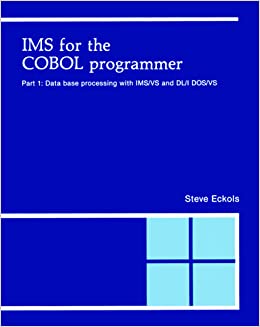 IMS for the
COBOL programmer
Part 1: Data base processing with IMS/VS and DL/I DOS/VS
Steve Eckols